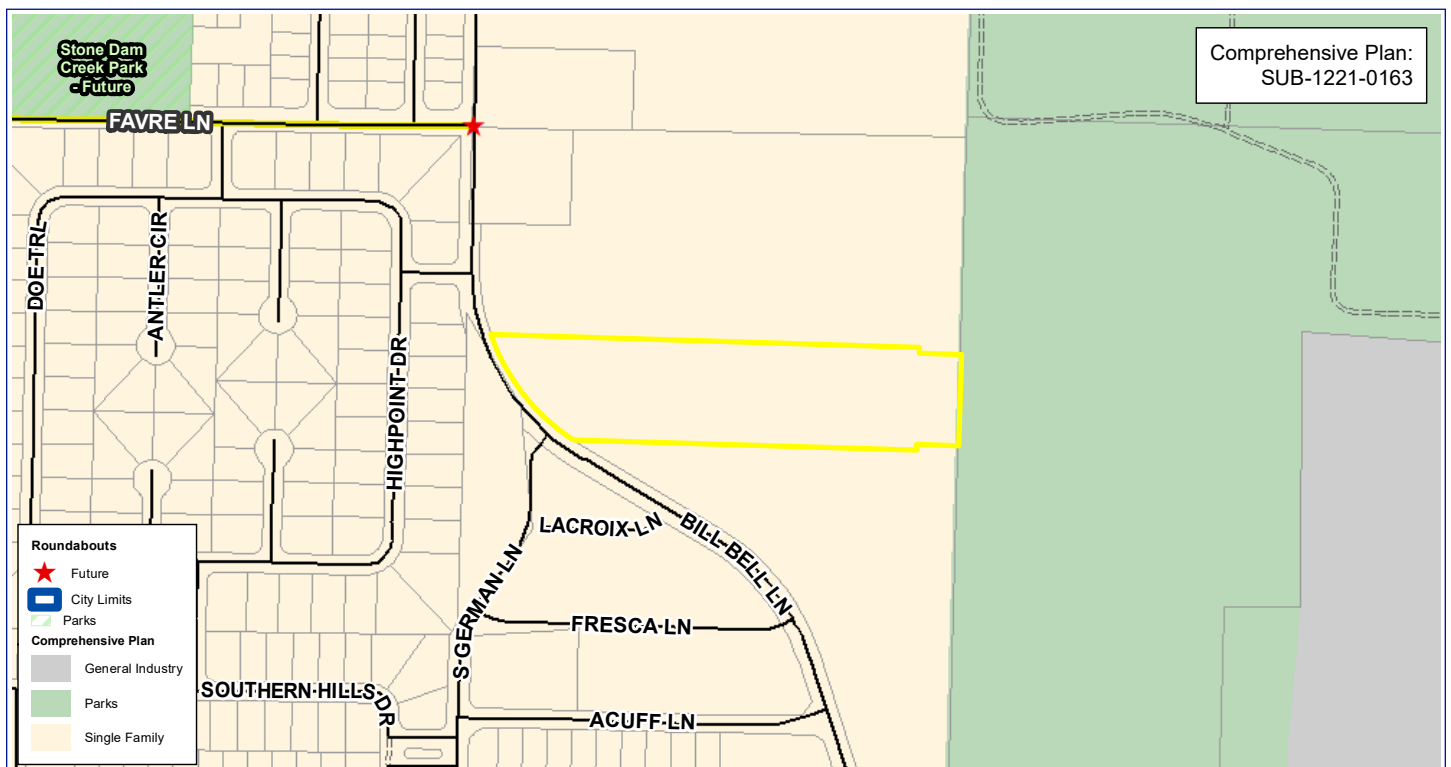 Stone Dam
Creek Park
- Future
Comprehensive Plan:
SUB-1221-0163
FAVRE LN
DOE TRL
ANTLER CIR
HIGHPOINT DR
LACROIX LN
BILL BELL LN
S GERMAN LN
FRESCA LN
SOUTHERN HILLS DR
ACUFF LN
Roundabouts
Future
City Limits
Parks
Comprehensive Plan
General Industry
Parks
Single Family